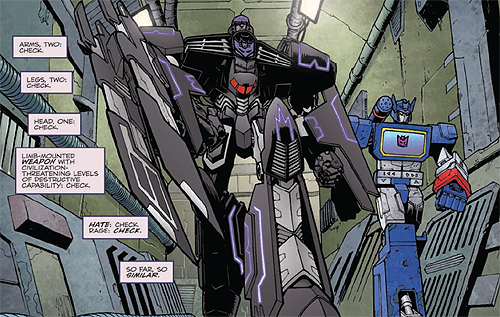 ARMS, TWO:
CHECK.
LEGS, TWO:
CHECK.
HEAD, ONE:
CHECK.
LIMB-MOUNTED
WEAPON WITH
CIVILIZATION-
THREATENING LEVELS
OF DESTRUCTIVE
CAPABILITY: CHECK.
HATE: CHECK.
RAGE: CHECK.
SO FAR, SO
SIMILAR.